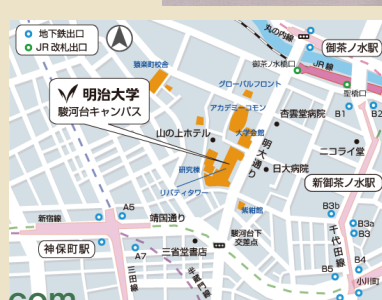 地下鉄出口
JR 改札出口
丸の内線
御茶ノ水駅
猿楽町校舎
御茶ノ水橋口
JR 線
グローバルフロント
聖橋口
明治大学
駿河台キャンパス
アカデミーコモン
杏雲堂病院
B1
B2
山の上ホテル
大学会館
明大通り
ニコライ堂
研究棟
日大病院
新御茶ノ水駅
リバティタワー
紫紺館
B3b
新宿線
A5
靖国通り
B3a
B3
神保町駅
駿河台下
交差点
千代田線
三省堂書店
A7
B4
三田線
半蔵門線
B5
小川町
com